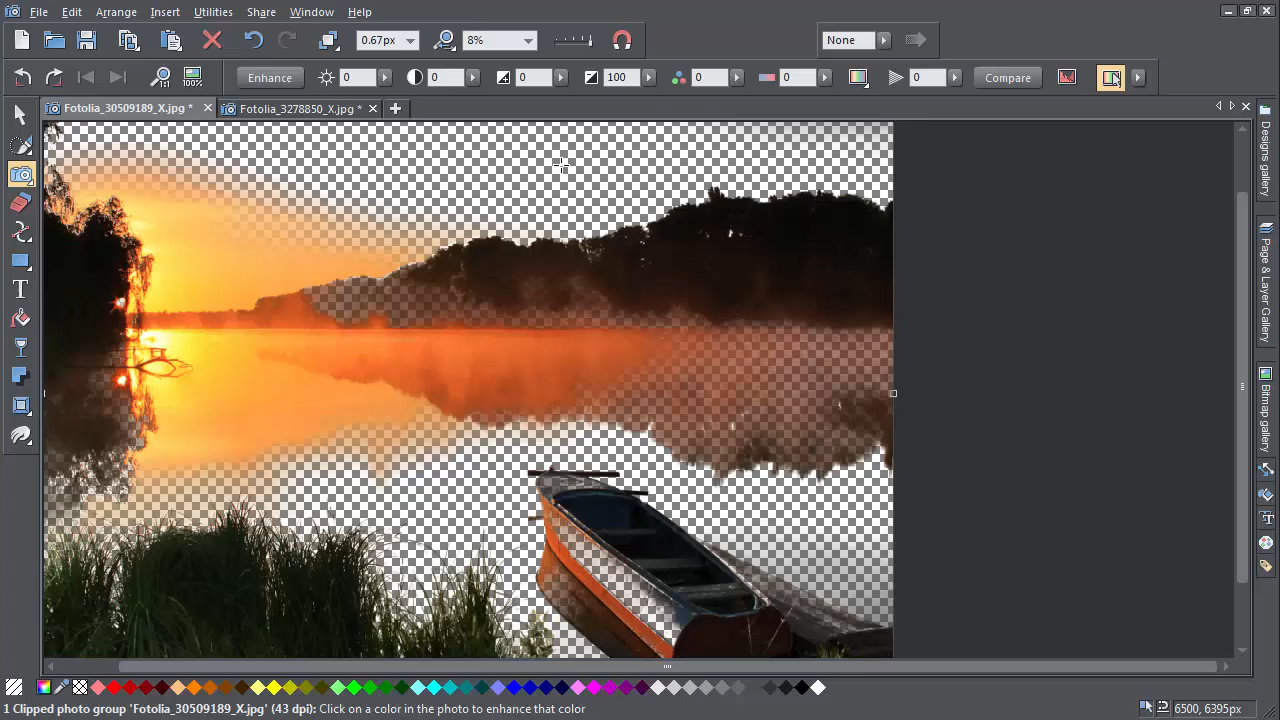 File Edit Arrange Insert Utilities Share Window Help
0.67px 8% None
Enhance 0 0 0 100 0 0 0 Compare
Fotolia_30509189_X.jpg * Fotolia_3278850_X.jpg *
Designs gallery
Page & Layer Gallery
Bitmap gallery
1 Clipped photo group 'Fotolia_30509189_X.jpg' (43 dpi): Click on a color in the photo to enhance that color 6500, 6395px